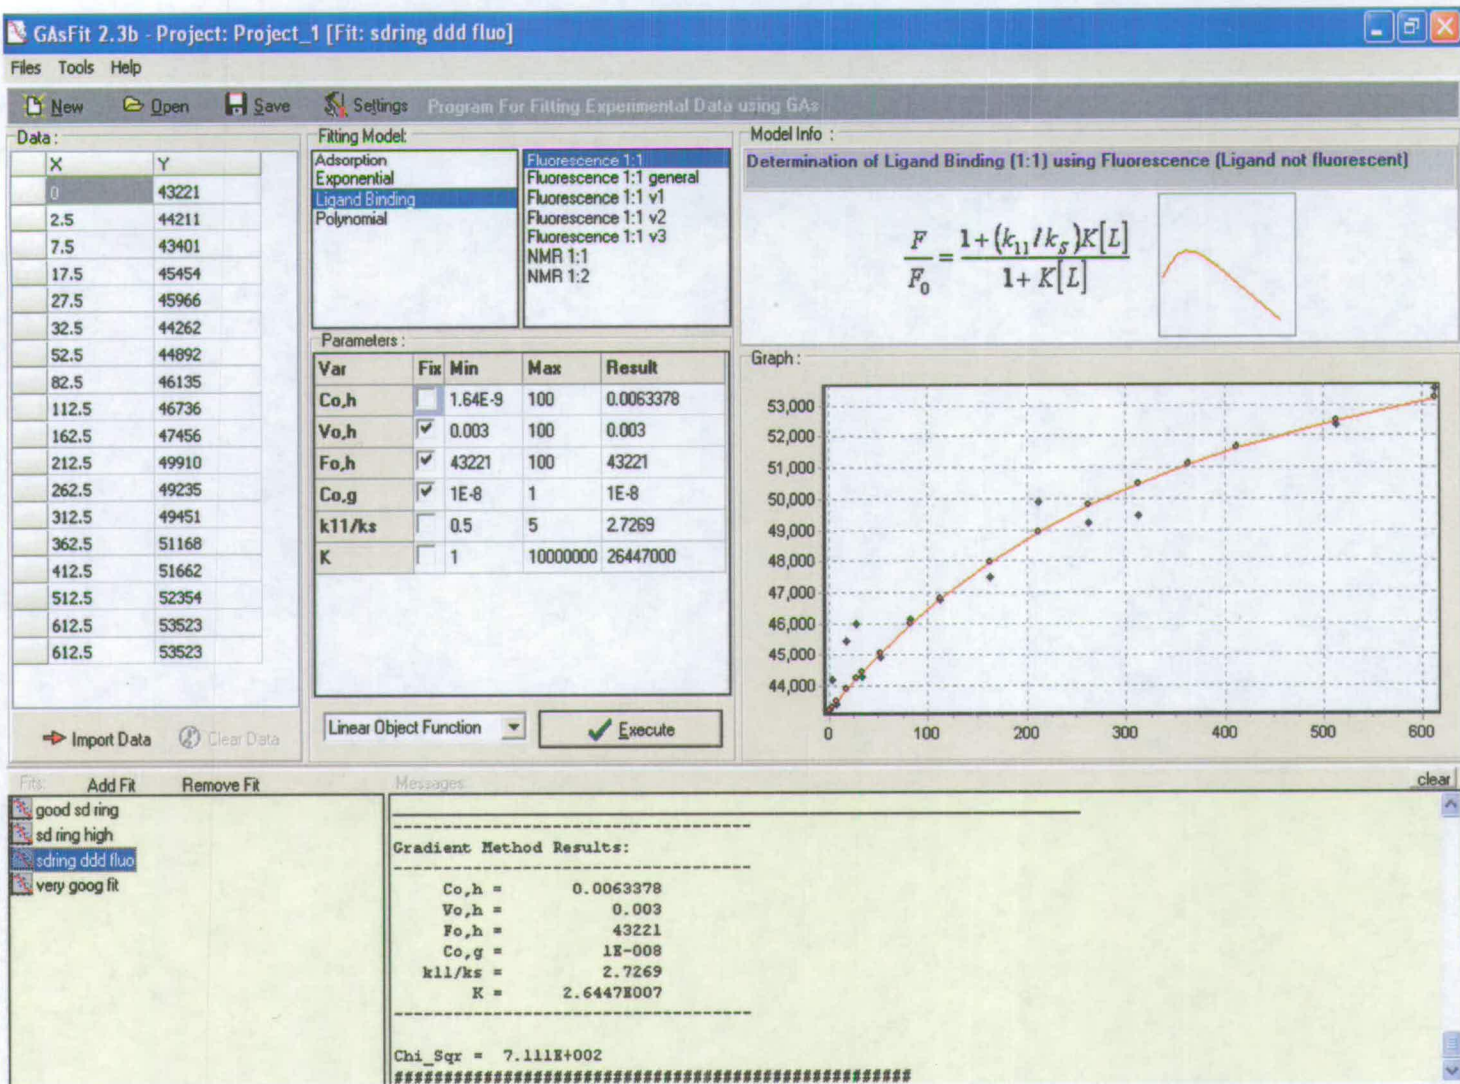 GAsFit 2.3b - Project: Project_1 [Fit: sdring ddd fluo]
Files Tools Help
New Open Save Settings Program For Fitting Experimental Data using GAs
Data :
X Y
0 43221
2.5 44211
7.5 43401
17.5 45454
27.5 45966
32.5 44262
52.5 44892
82.5 46135
112.5 46736
162.5 47456
212.5 49910
262.5 49235
312.5 49451
362.5 51168
412.5 51662
512.5 52354
612.5 53523
612.5 53523
Import Data Clear Data
Fitting Model:
Adsorption
Exponential
Ligand Binding
Polynomial
Fluorescence 1:1
Fluorescence 1:1 general
Fluorescence 1:1 v1
Fluorescence 1:1 v2
Fluorescence 1:1 v3
NMR 1:1
NMR 1:2
Parameters :
Var Fix Min Max Result
Co,h 1.64E-9 100 0.0063378
Vo,h 0.003 100 0.003
Fo,h 43221 100 43221
Co,g 1E-8 1 1E-8
k11/ks 0.5 5 2.7269
K 1 10000000 26447000
Linear Object Function Execute
Model Info :
Determination of Ligand Binding (1:1) using Fluorescence (Ligand not fluorescent)
F/F₀ = 1+(k₁₁/k_S)K[L] / 1+K[L]
Graph :
53,000
52,000
51,000
50,000
49,000
48,000
47,000
46,000
45,000
44,000
0 100 200 300 400 500 600
Fits: Add Fit Remove Fit
good sd ring
sd ring high
sdring ddd fluo
very goog fit
Messages: clear
Gradient Method Results:
Co,h = 0.0063378
Vo,h = 0.003
Fo,h = 43221
Co,g = 1E-008
k11/ks = 2.7269
K = 2.6447E007
Chi_Sqr = 7.111E+002
####################################################